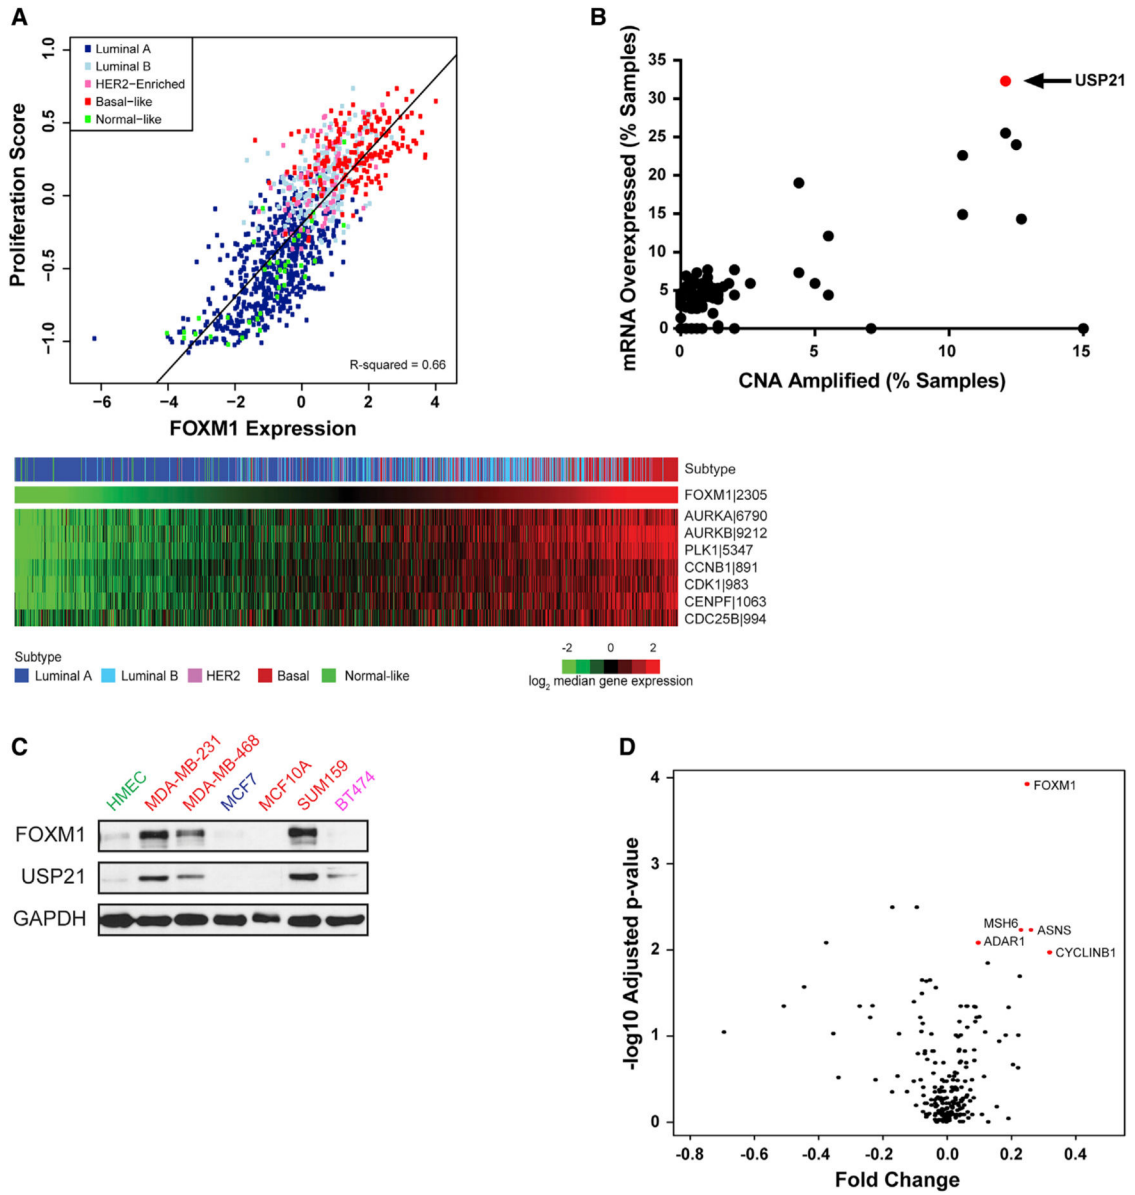 A
Proliferation Score
1.0
0.5
0.0
−0.5
−1.0
Luminal A
Luminal B
HER2−Enriched
Basal−like
Normal−like
R-squared = 0.66
−6 −4 −2 0 2 4
FOXM1 Expression
Subtype
FOXM1|2305
AURKA|6790
AURKB|9212
PLK1|5347
CCNB1|891
CDK1|983
CENPF|1063
CDC25B|994
Subtype
Luminal A Luminal B HER2 Basal Normal-like
-2 0 2
log2 median gene expression
B
mRNA Overexpressed (% Samples)
35
30
25
20
15
10
5
0
USP21
0 5 10 15
CNA Amplified (% Samples)
C
HMEC MDA-MB-231 MDA-MB-468 MCF7 MCF10A SUM159 BT474
FOXM1
USP21
GAPDH
D
-log10 Adjusted p-value
4
3
2
1
0
FOXM1
MSH6
ASNS
ADAR1
CYCLINB1
-0.8 -0.6 -0.4 -0.2 0.0 0.2 0.4
Fold Change